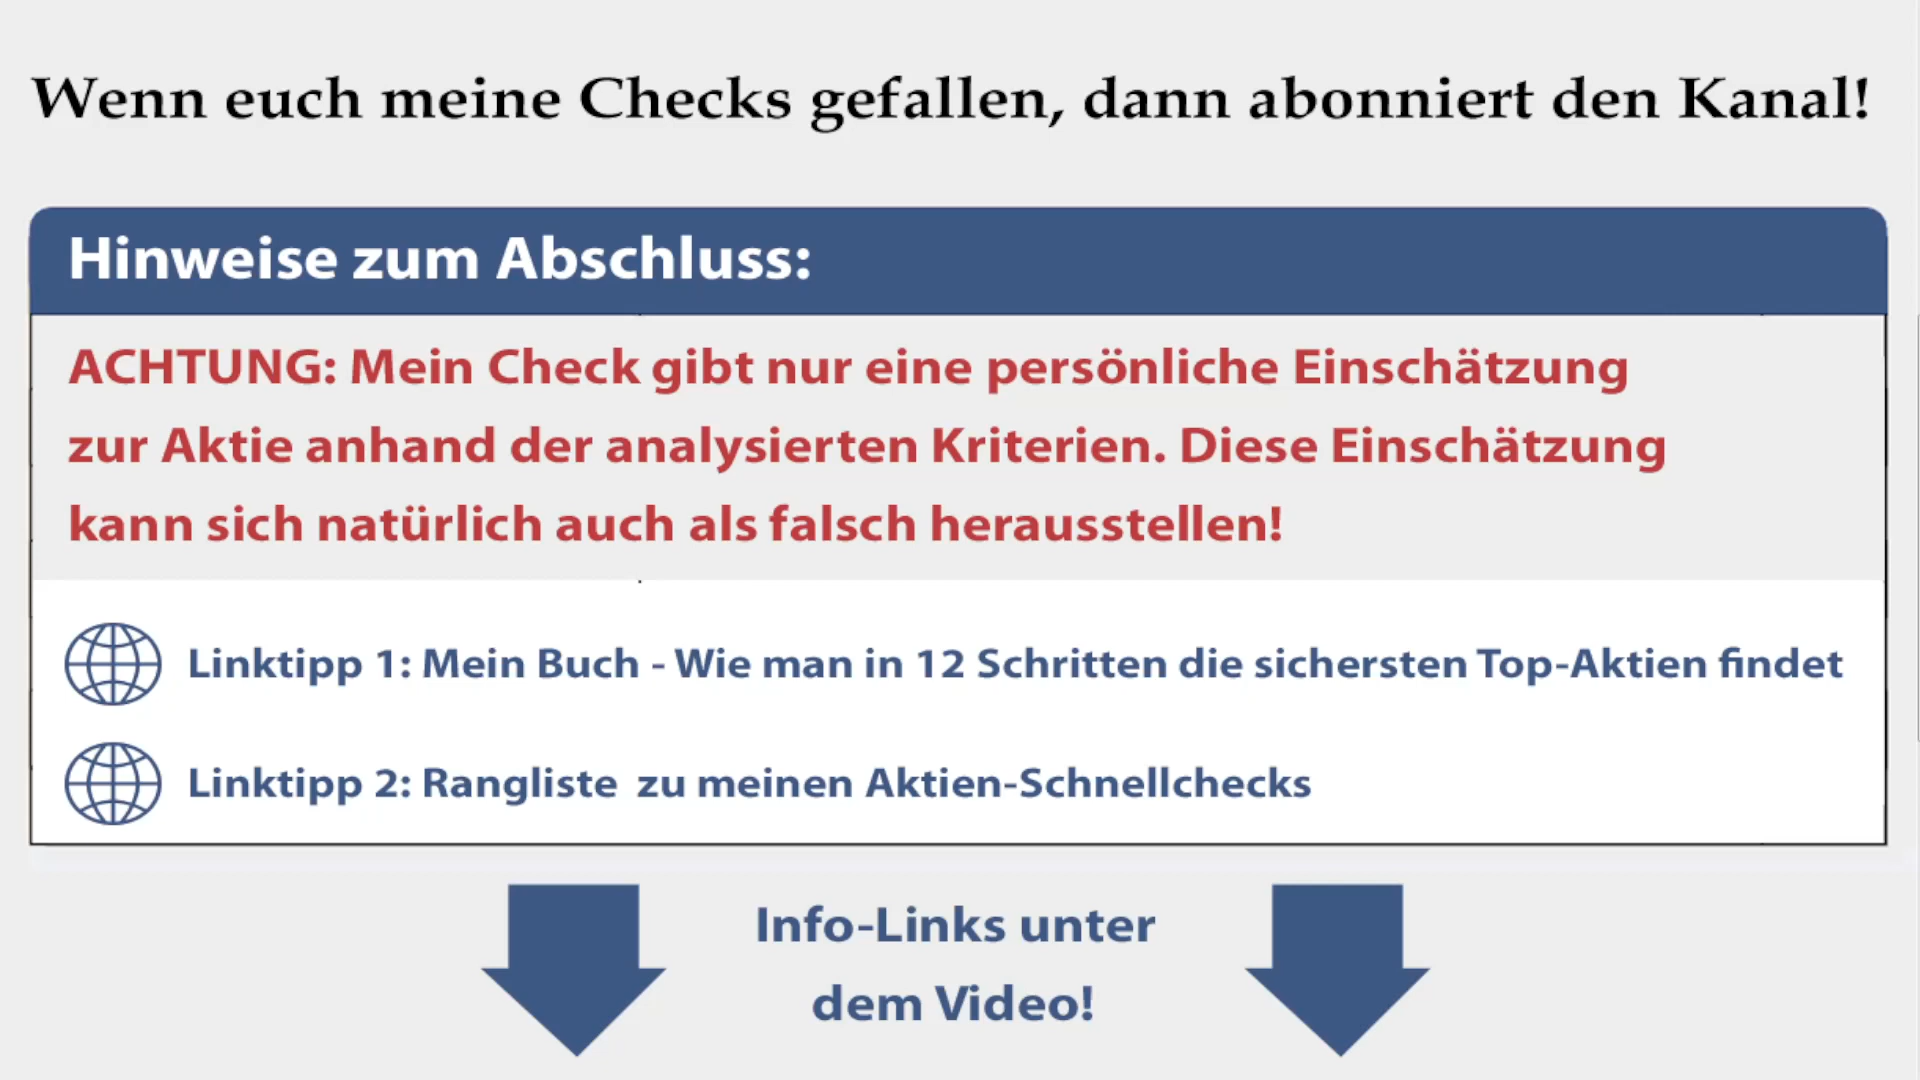 Wenn euch meine Checks gefallen, dann abonniert den Kanal!
Hinweise zum Abschluss:
ACHTUNG: Mein Check gibt nur eine persönliche Einschätzung
zur Aktie anhand der analysierten Kriterien. Diese Einschätzung
kann sich natürlich auch als falsch herausstellen!
Linktipp 1: Mein Buch - Wie man in 12 Schritten die sichersten Top-Aktien findet
Linktipp 2: Rangliste zu meinen Aktien-Schnellchecks
Info-Links unter
dem Video!